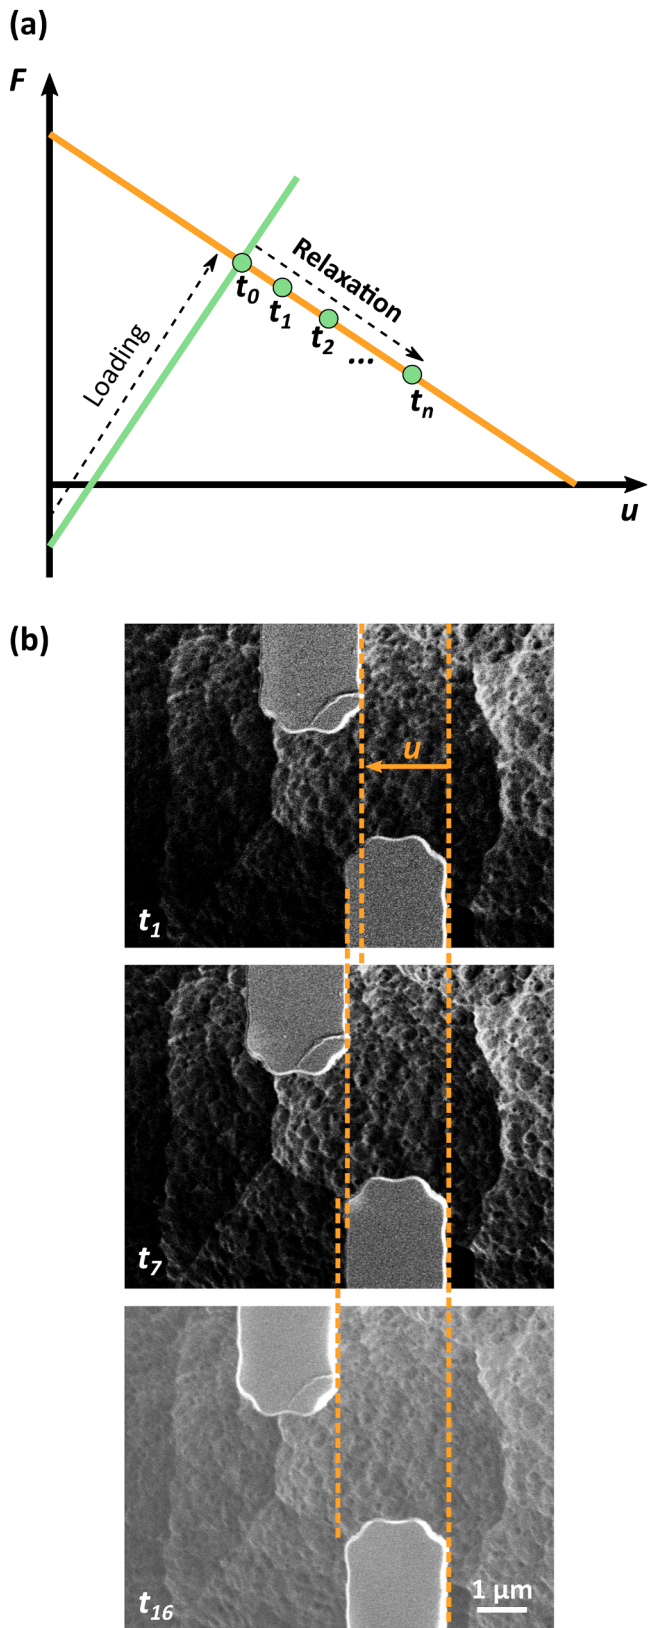 (a)
F
Loading
Relaxation
t0
t1
t2
...
tn
u
(b)
u
t1
t7
t16
1 μm